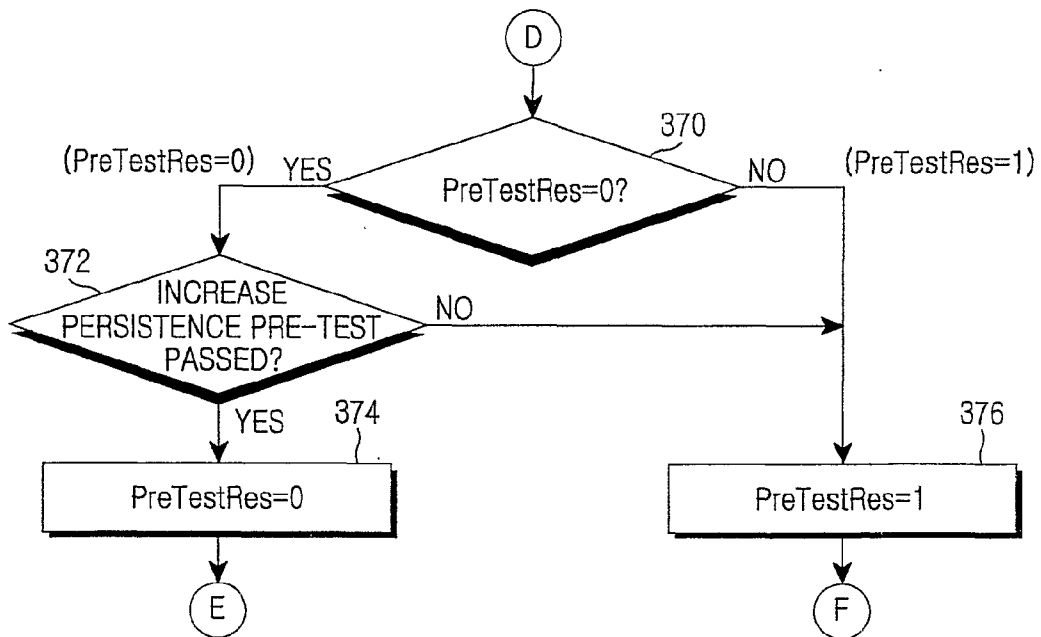 D
370
(PreTestRes=0)
YES
NO
(PreTestRes=1)
PreTestRes=0?
372
INCREASE
PERSISTENCE PRE-TEST
PASSED?
NO
YES
374
376
PreTestRes=0
PreTestRes=1
E
F